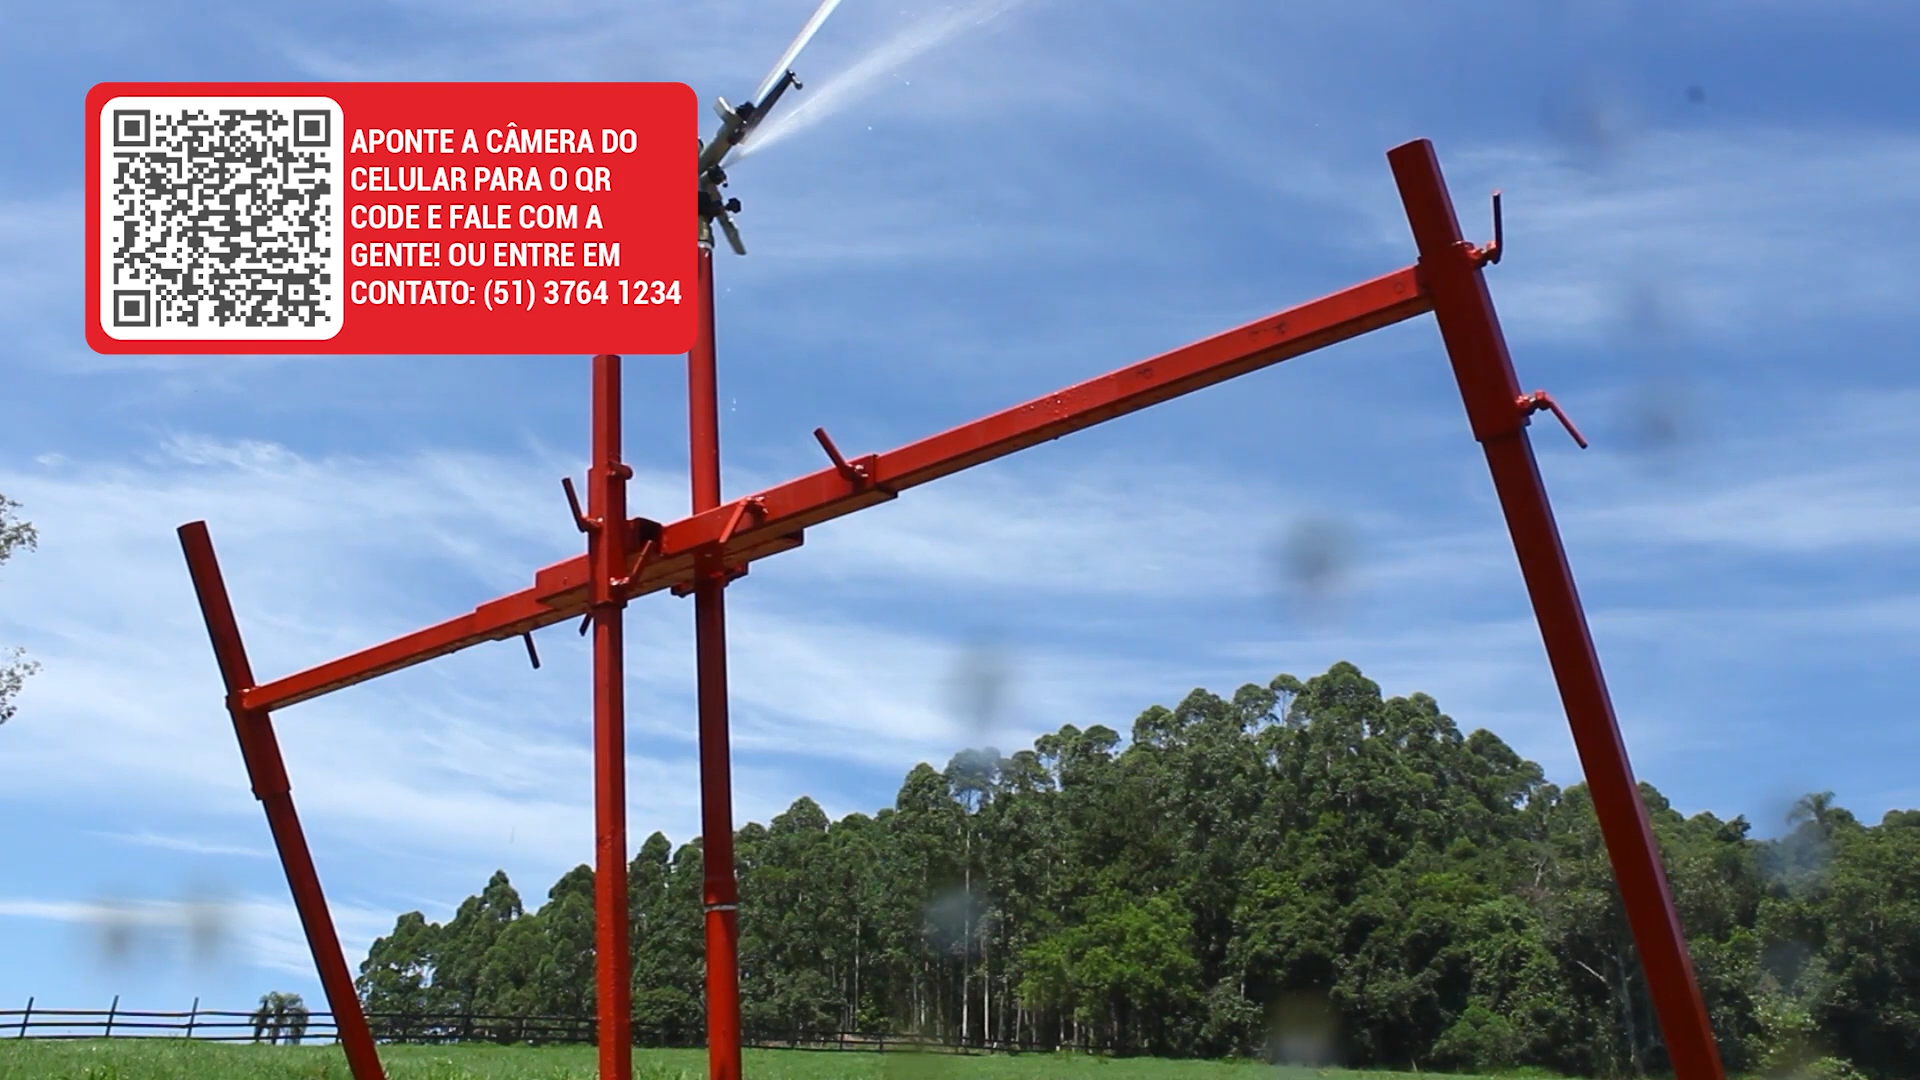 APONTE A CÂMERA DO
CELULAR PARA O QR
CODE E FALE COM A
GENTE! OU ENTRE EM
CONTATO: (51) 3764 1234